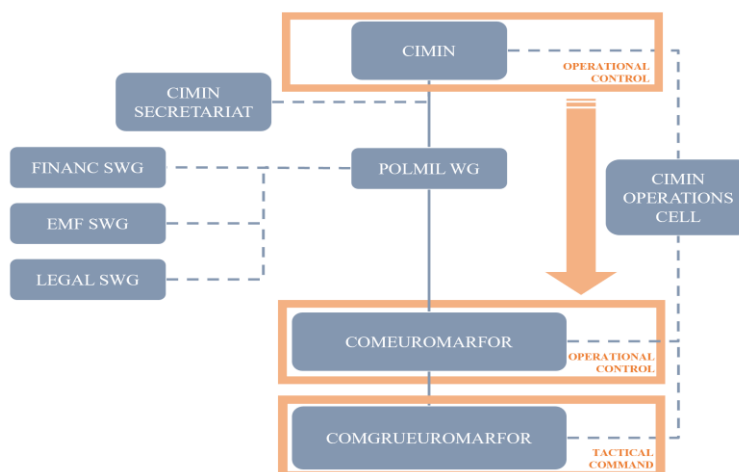 CIMIN
OPERATIONAL
CONTROL
CIMIN
SECRETARIAT
FINANC SWG
POLMIL WG
CIMIN
OPERATIONS
CELL
EMF SWG
LEGAL SWG
COMEUROMARFOR
OPERATIONAL
CONTROL
COMGRUEUROMARFOR
TACTICAL
COMMAND